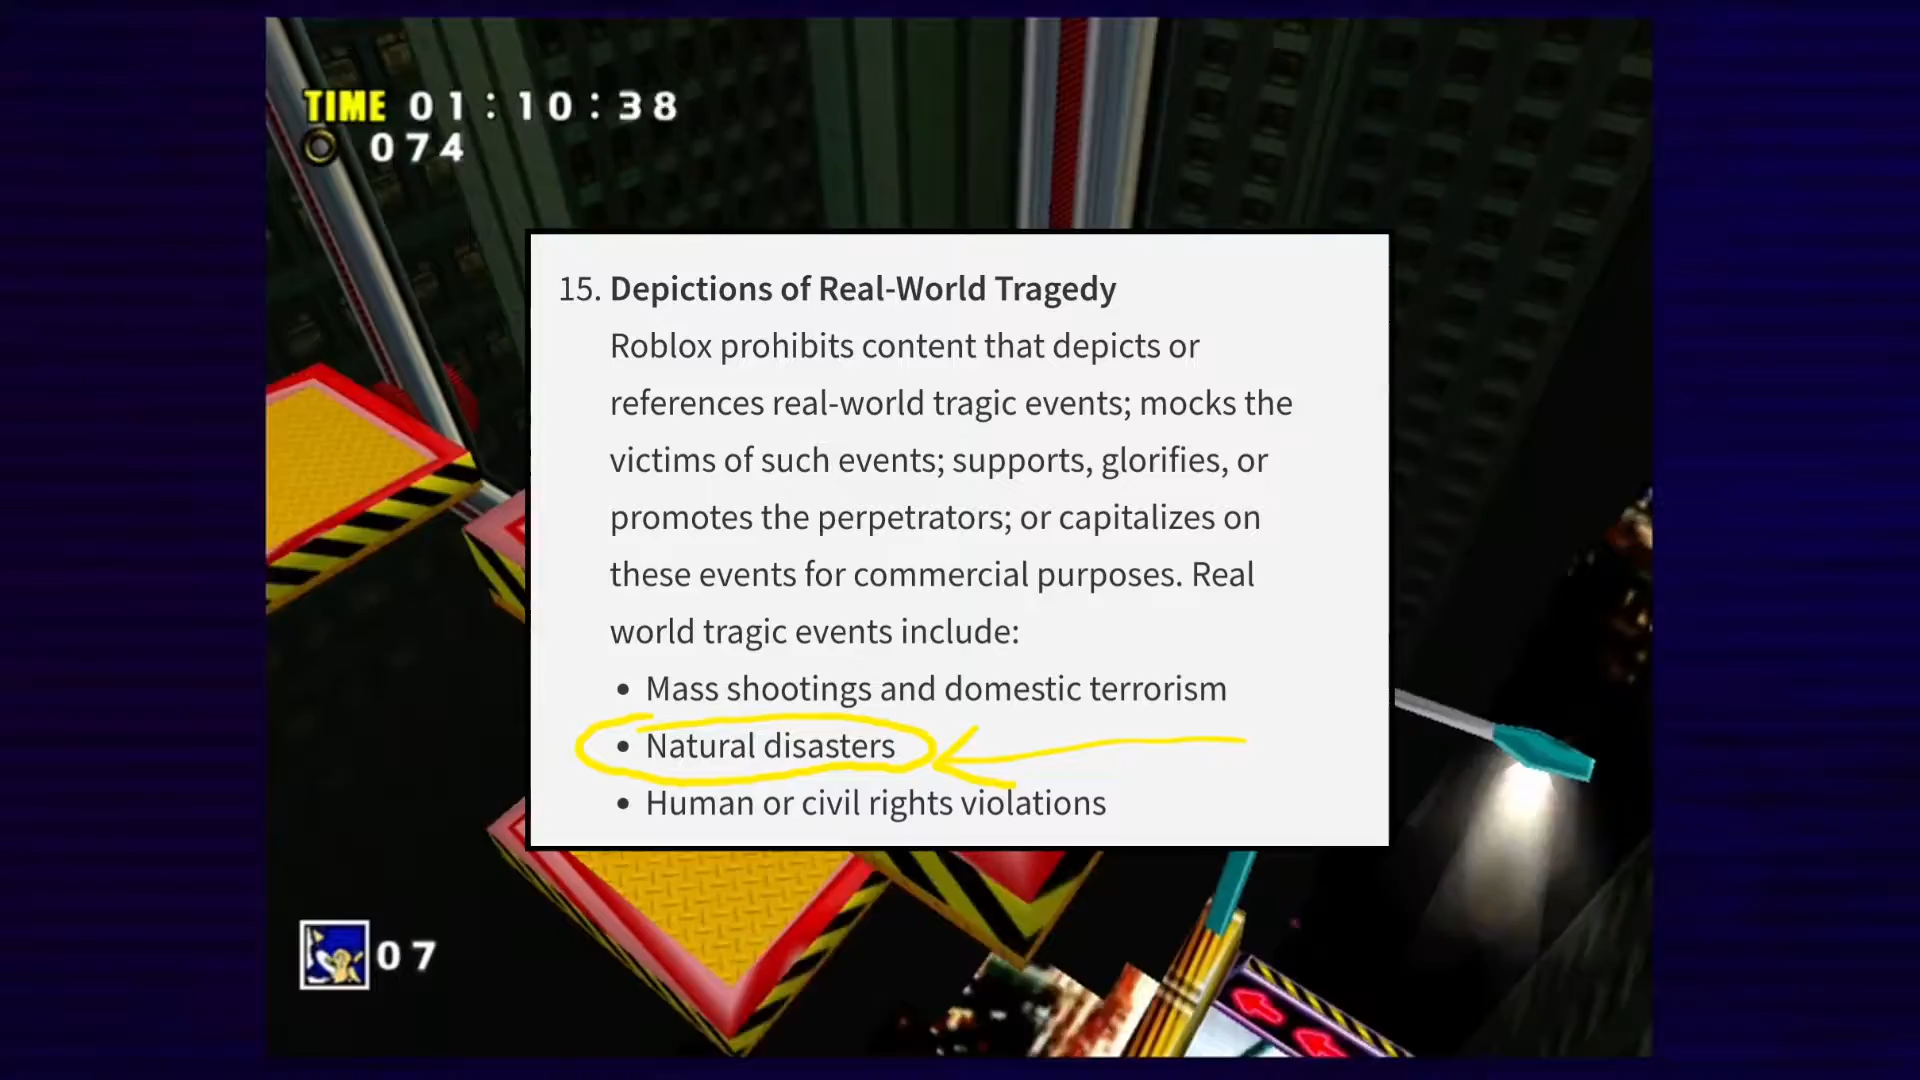 TIME 01:10:38
074
15. Depictions of Real-World Tragedy
Roblox prohibits content that depicts or
references real-world tragic events; mocks the
victims of such events; supports, glorifies, or
promotes the perpetrators; or capitalizes on
these events for commercial purposes. Real
world tragic events include:
• Mass shootings and domestic terrorism
• Natural disasters
• Human or civil rights violations
07